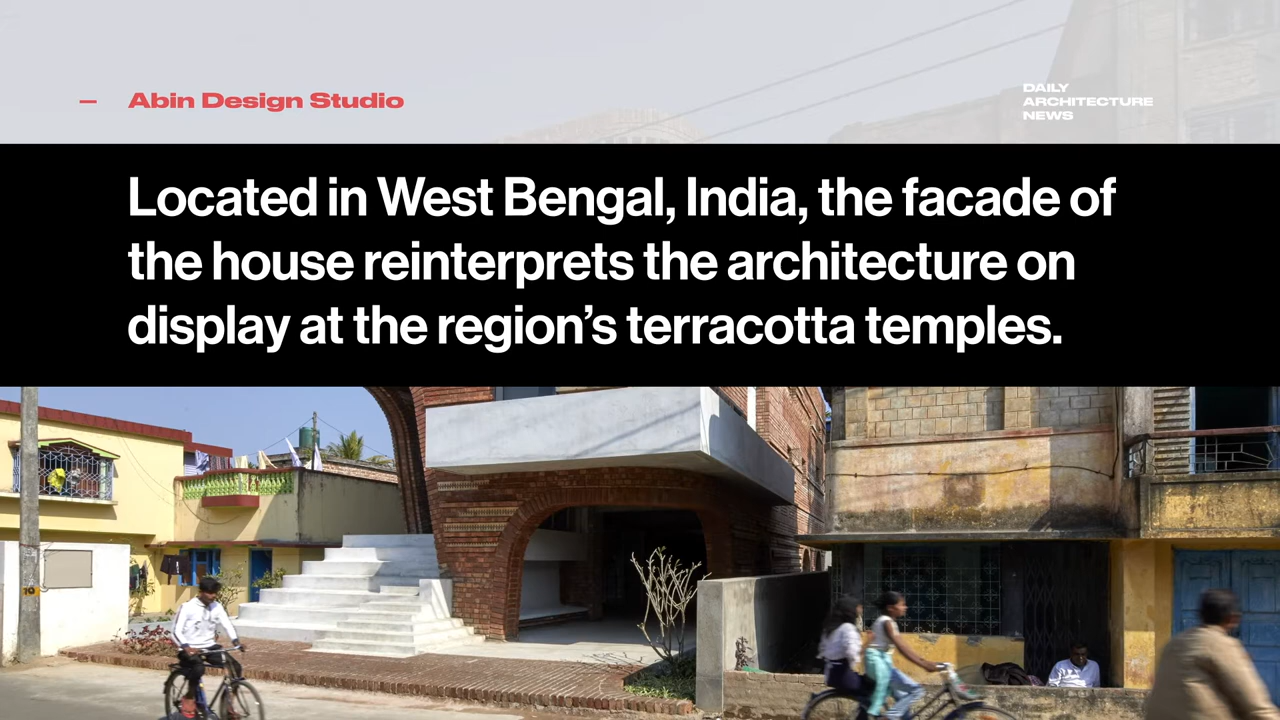 — Abin Design Studio
DAILY
ARCHITECTURE
NEWS
Located in West Bengal, India, the facade of
the house reinterprets the architecture on
display at the region’s terracotta temples.